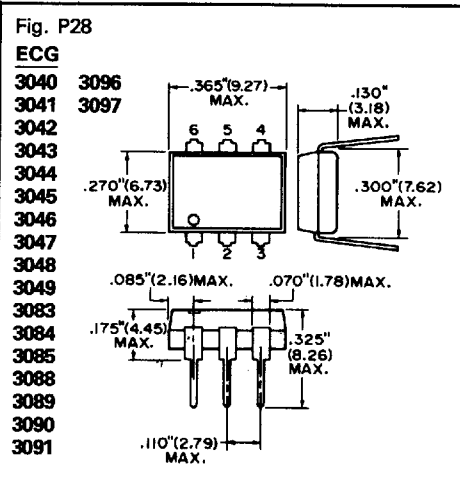 Fig. P28
ECG
3040 3096
3041 3097
3042
3043
3044
3045
3046
3047
3048
3049
3083
3084
3085
3088
3089
3090
3091
.365"(9.27)
MAX.
.130"
(3.18)
MAX.
6 5 4
.270"(6.73)
MAX.
.300"(7.62)
MAX.
1 2 3
.085"(2.16)MAX.
.070"(1.78)MAX.
.175"(4.45)
MAX.
.325"
(8.26)
MAX.
.110"(2.79)
MAX.